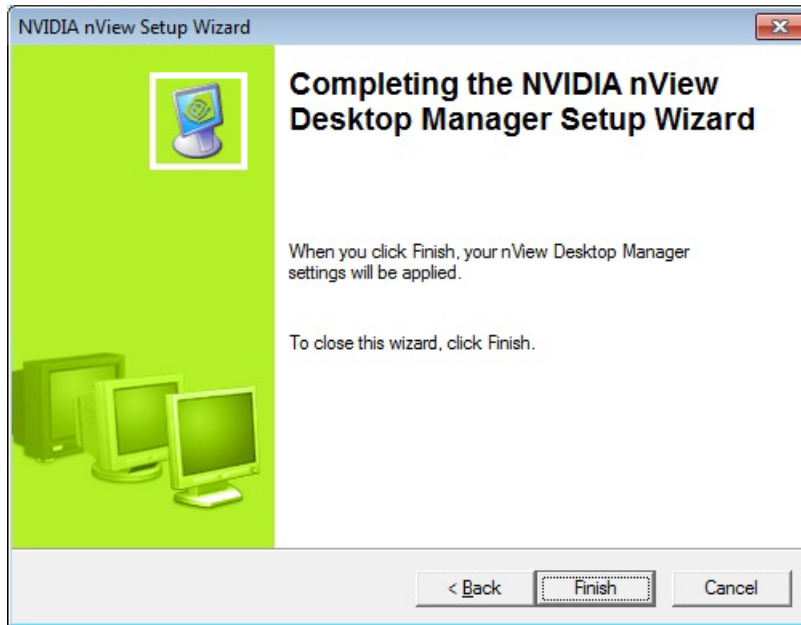 NVIDIA nView Setup Wizard
Completing the NVIDIA nView
Desktop Manager Setup Wizard
When you click Finish, your nView Desktop Manager
settings will be applied.
To close this wizard, click Finish.
< Back Finish Cancel